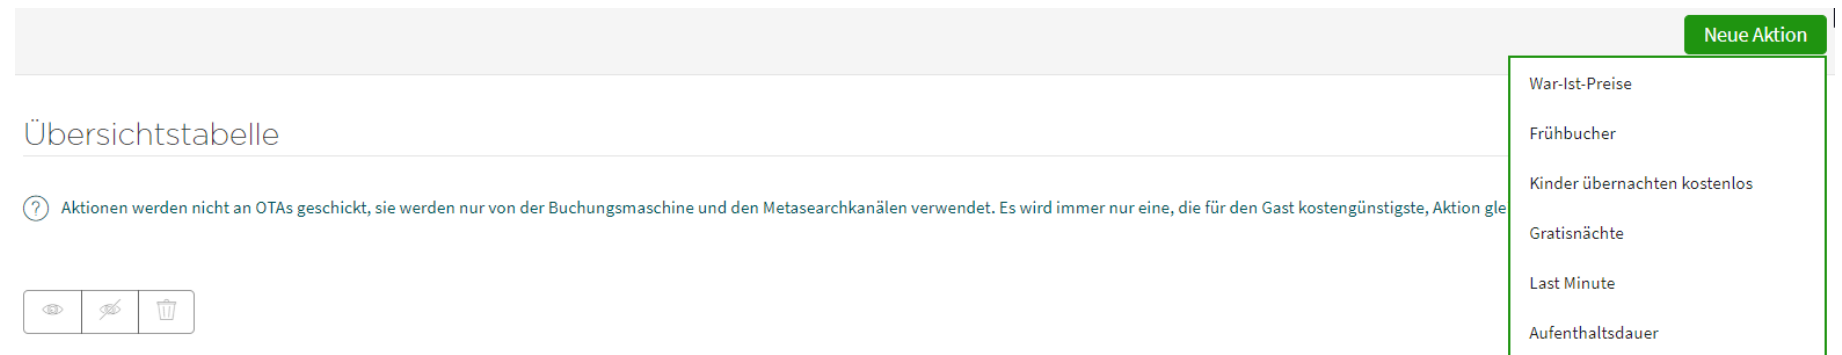 Neue Aktion
War-Ist-Preise
Übersichtstabelle
Frühbucher
Kinder übernachten kostenlos
Aktionen werden nicht an OTAs geschickt, sie werden nur von der Buchungsmaschine und den Metasearchkanälen verwendet. Es wird immer nur eine, die für den Gast kostengünstigste, Aktion gle
Gratisnächte
Last Minute
Aufenthaltsdauer